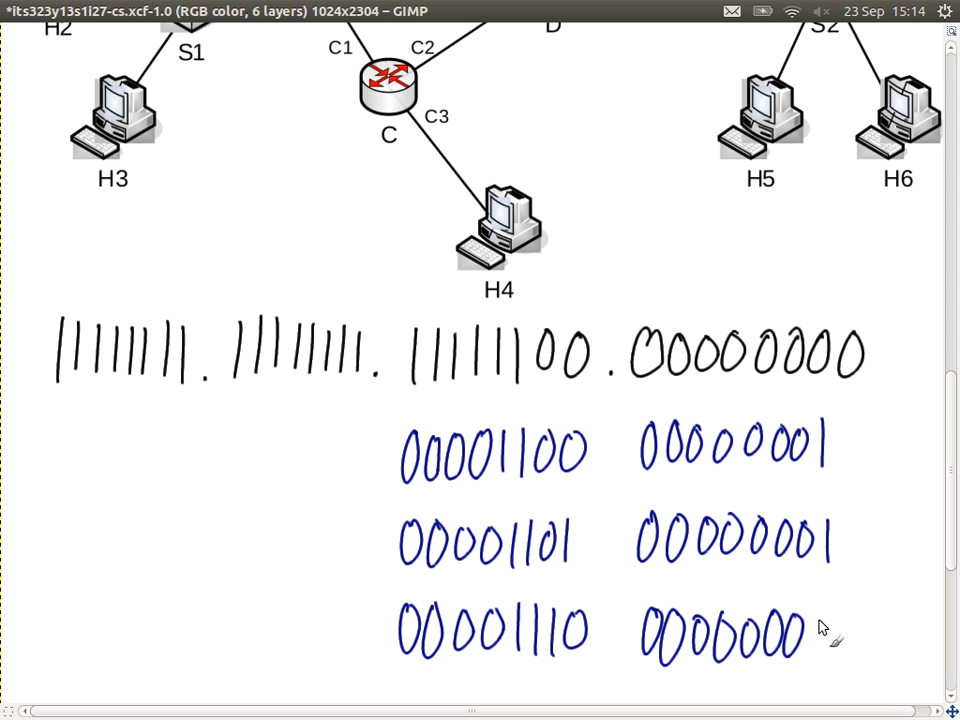 *its323y13s1i27-cs.xcf-1.0 (RGB color, 6 layers) 1024x2304 – GIMP 23 Sep 15:14
H2 S1 C1 C2 D S2
C3
C
H3 H5 H6
H4
11111111.11111111.11111100.00000000
00001100 00000001
00001101 00000001
00001110 0000000